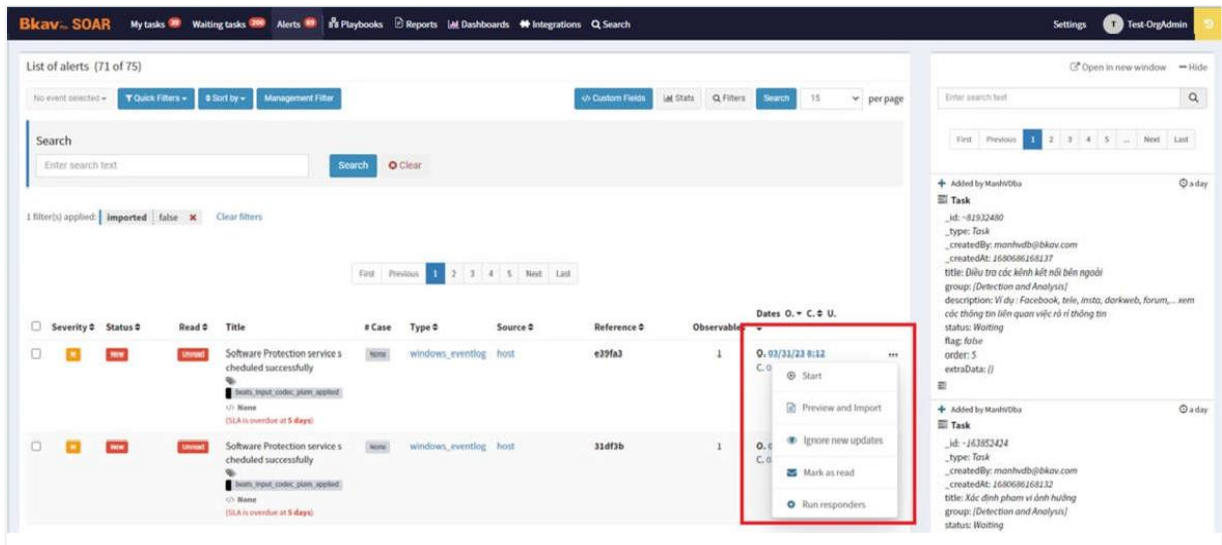 Bkav SOAR My tasks Waiting tasks 200 Alerts Playbooks Reports Dashboards Integrations Search Settings T Test-OrgAdmin
List of alerts (71 of 75)
No event selected Quick Filters Sort by Management Filter Custom Fields Stats Filters Search 15 per page
Search
Enter search text Search Clear
1 filter(s) applied: imported false Clear filters
First Previous 1 2 3 4 5 Next Last
Dates O. C. U.
Severity Status Read Title # Case Type Source Reference Observables
M New Unread Software Protection service s None windows_eventlog host e39fa3 1 O. 03/31/23 8:12 ...
cheduled successfully C. 0
beats_input_codec_plain_applied
Name
(SLA is overdue at 5 days)
Start
Preview and Import
Ignore new updates
Mark as read
Run responders
M New Unread Software Protection service s None windows_eventlog host 31df3b 1 O.
cheduled successfully C.
beats_input_codec_plain_applied
Name
(SLA is overdue at 5 days)
Open in new window Hide
Enter search text
First Previous 1 2 3 4 5 ... Next Last
Added by ManhVDba a day
Task
_id: ~81932480
_type: Task
_createdBy: manhvdb@bkav.com
_createdAt: 1680686168137
title: Điều tra các kênh kết nối bên ngoài
group: [Detection and Analysis]
description: Ví dụ : Facebook, tele, insta, darkweb, forum,... xem
các thông tin liên quan việc rò rỉ thông tin
status: Waiting
flag: false
order: 5
extraData: {}
Added by ManhVDba a day
Task
_id: ~163852424
_type: Task
_createdBy: manhvdb@bkav.com
_createdAt: 1680686168132
title: Xác định phạm vi ảnh hưởng
group: [Detection and Analysis]
status: Waiting